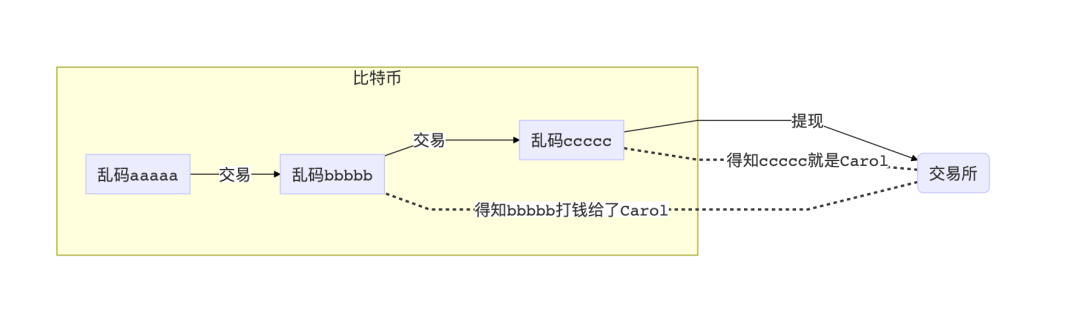 比特币
交易
提现
乱码ccccc
得知ccccc就是Carol
乱码aaaaa
交易
乱码bbbbb
交易所
得知bbbbb打钱给了Carol